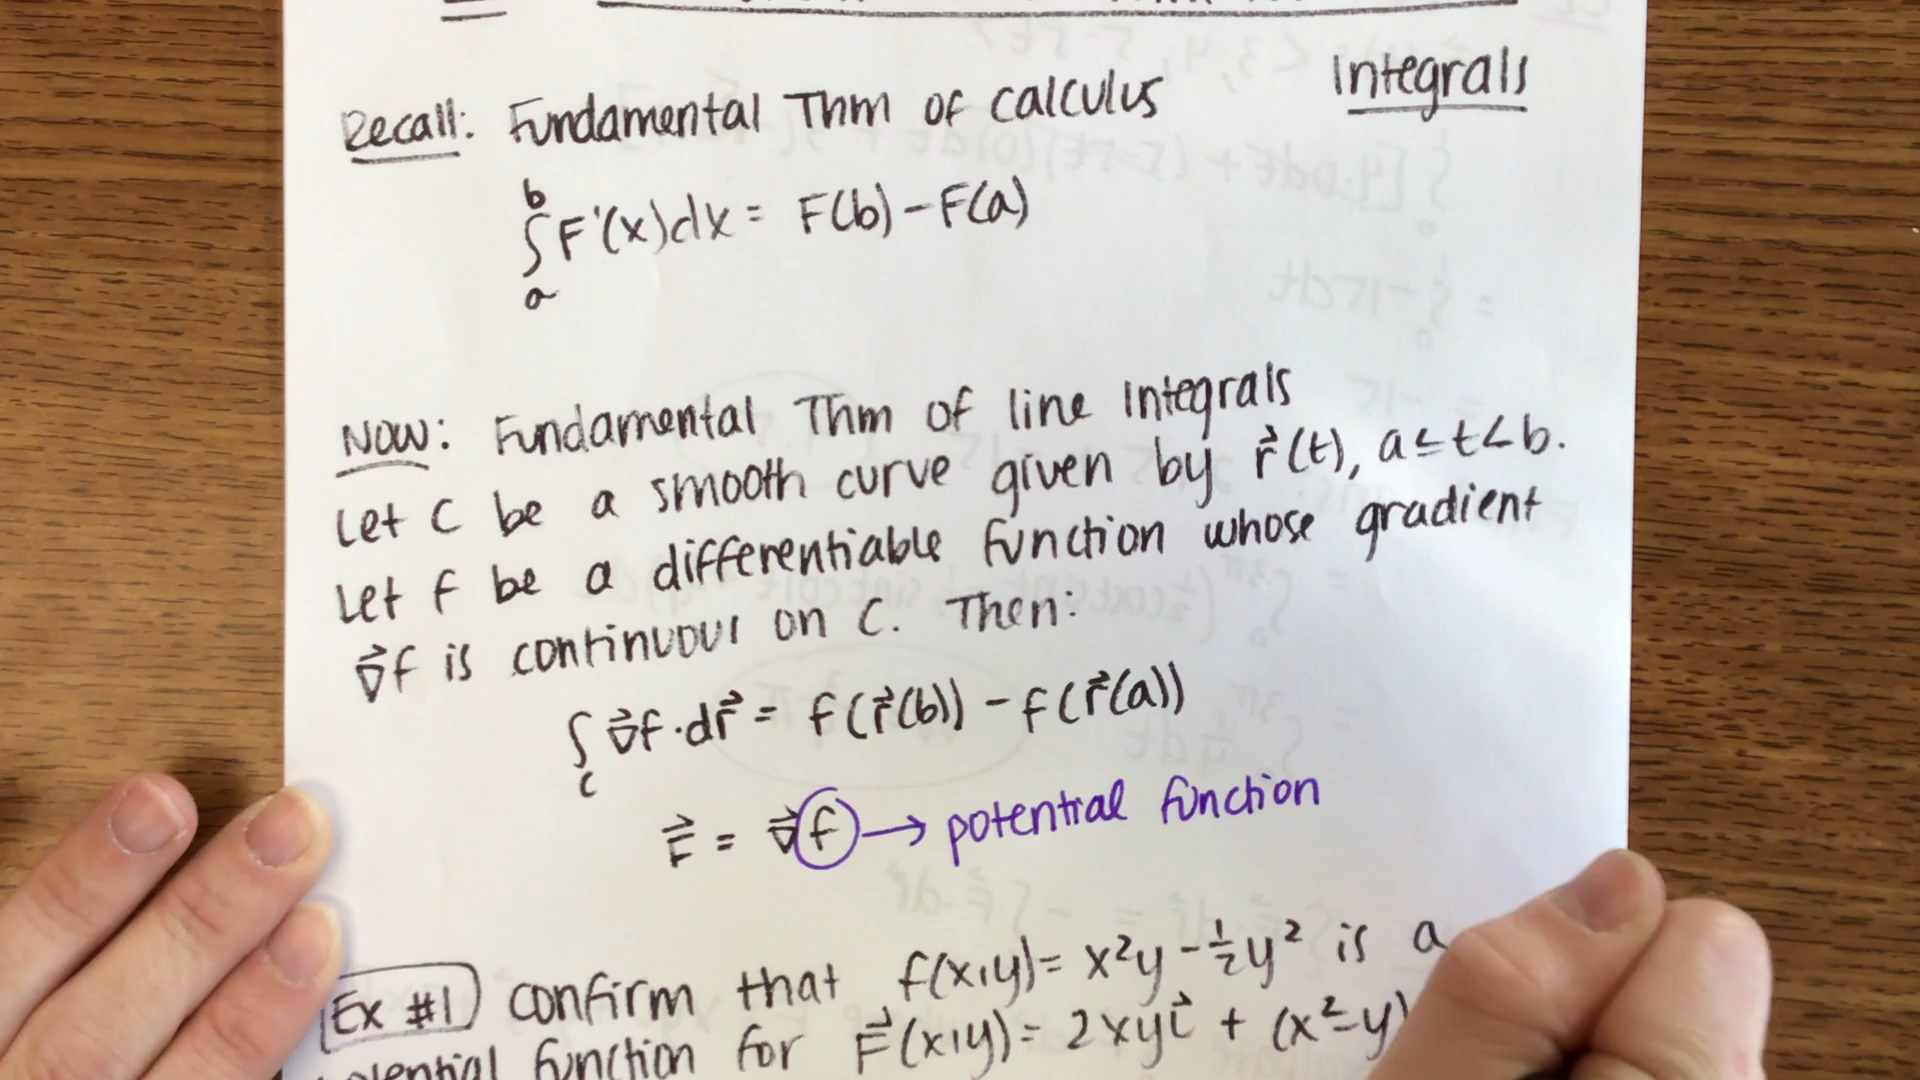 Integrals
Recall: Fundamental Thm of calculus
∫_a^b F'(x)dx = F(b) - F(a)
Now: Fundamental Thm of line Integrals
Let C be a smooth curve given by r⃗(t), a≤t<b.
Let f be a differentiable function whose gradient
∇⃗f is continuous on C. Then:
∫_C ∇⃗f·dr⃗ = f(r⃗(b)) - f(r⃗(a))
F⃗ = ∇⃗f → potential function
Ex #1 confirm that f(x,y)= x²y - ½y² is a
potential function for F⃗(x,y)= 2xyi⃗ + (x²-y)